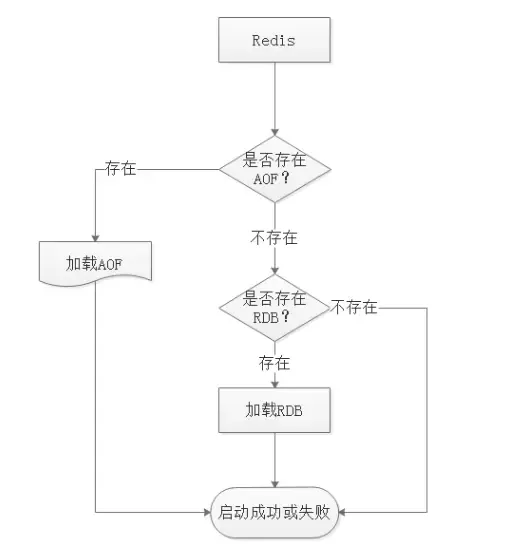 Redis
是否存在
AOF？
存在
不存在
加载AOF
是否存在
RDB？
不存在
存在
加载RDB
启动成功或失败